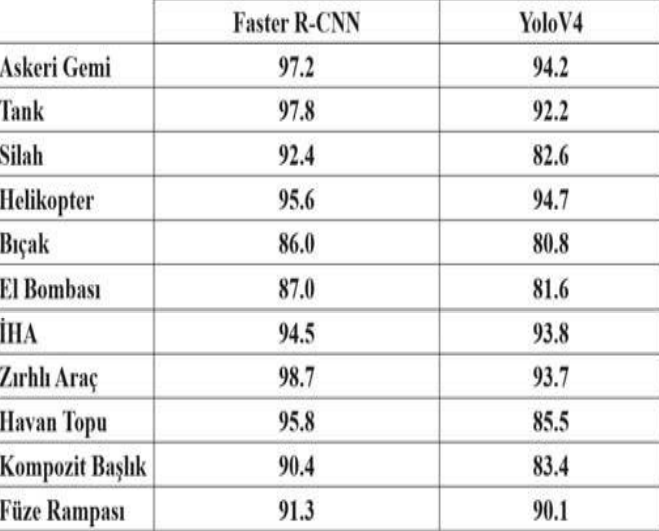 Faster R-CNN YoloV4
Askeri Gemi 97.2 94.2
Tank 97.8 92.2
Silah 92.4 82.6
Helikopter 95.6 94.7
Bıçak 86.0 80.8
El Bombası 87.0 81.6
İHA 94.5 93.8
Zırhlı Araç 98.7 93.7
Havan Topu 95.8 85.5
Kompozit Başlık 90.4 83.4
Füze Rampası 91.3 90.1